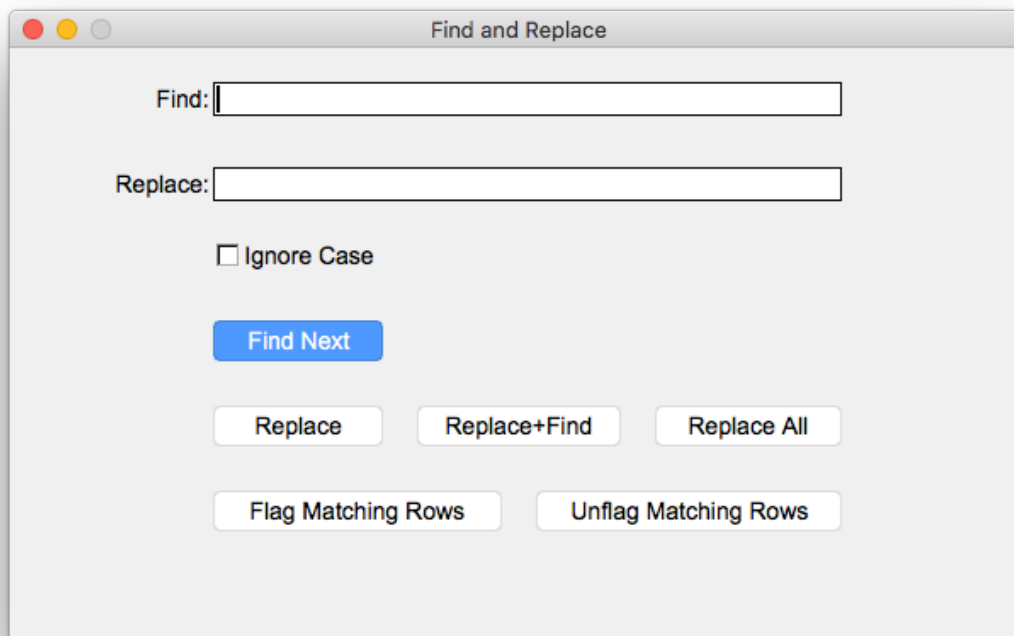 Find and Replace
Find:
Replace:
Ignore Case
Find Next
Replace Replace+Find Replace All
Flag Matching Rows Unflag Matching Rows